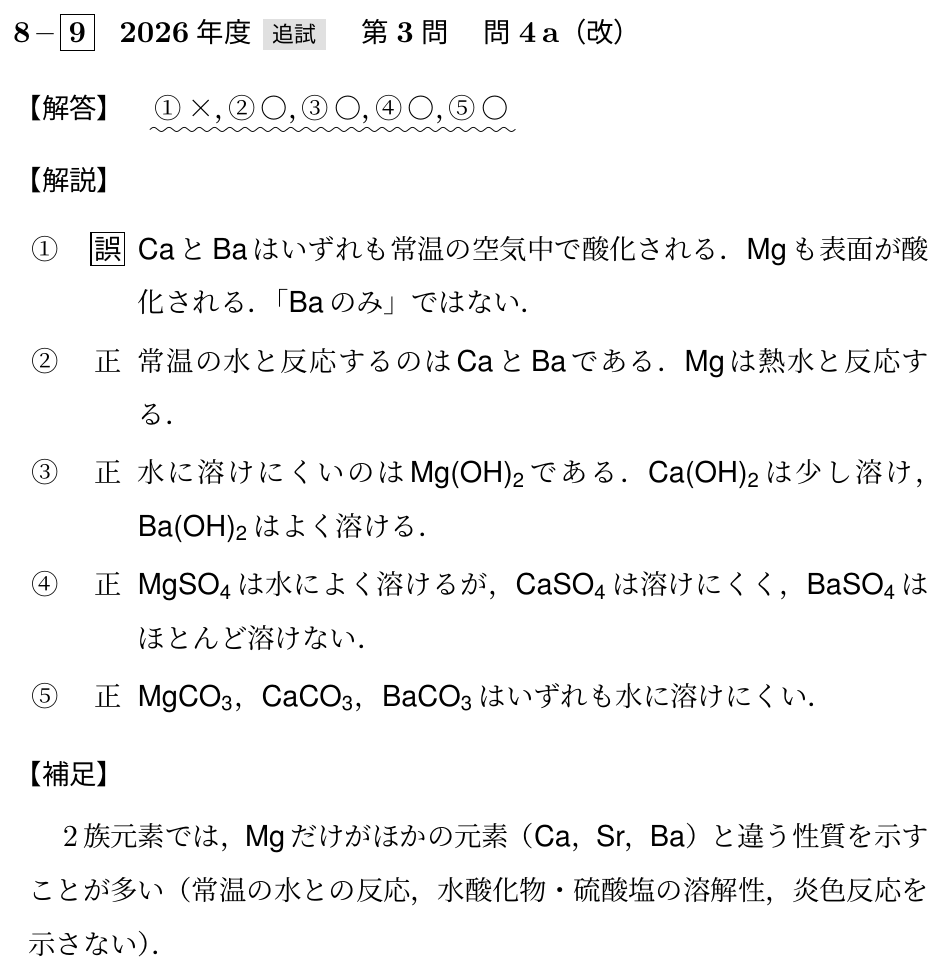 8－9 2026年度 追試 第3問 問4a（改）
【解答】 ①×,②○,③○,④○,⑤○
【解説】
① 誤 CaとBaはいずれも常温の空気中で酸化される．Mgも表面が酸
化される．「Baのみ」ではない．
② 正 常温の水と反応するのはCaとBaである．Mgは熱水と反応す
る．
③ 正 水に溶けにくいのはMg(OH)₂である．Ca(OH)₂は少し溶け，
Ba(OH)₂はよく溶ける．
④ 正 MgSO₄は水によく溶けるが，CaSO₄は溶けにくく，BaSO₄は
ほとんど溶けない．
⑤ 正 MgCO₃，CaCO₃，BaCO₃はいずれも水に溶けにくい．
【補足】
2族元素では，Mgだけがほかの元素（Ca，Sr，Ba）と違う性質を示す
ことが多い（常温の水との反応，水酸化物・硫酸塩の溶解性，炎色反応を
示さない）．